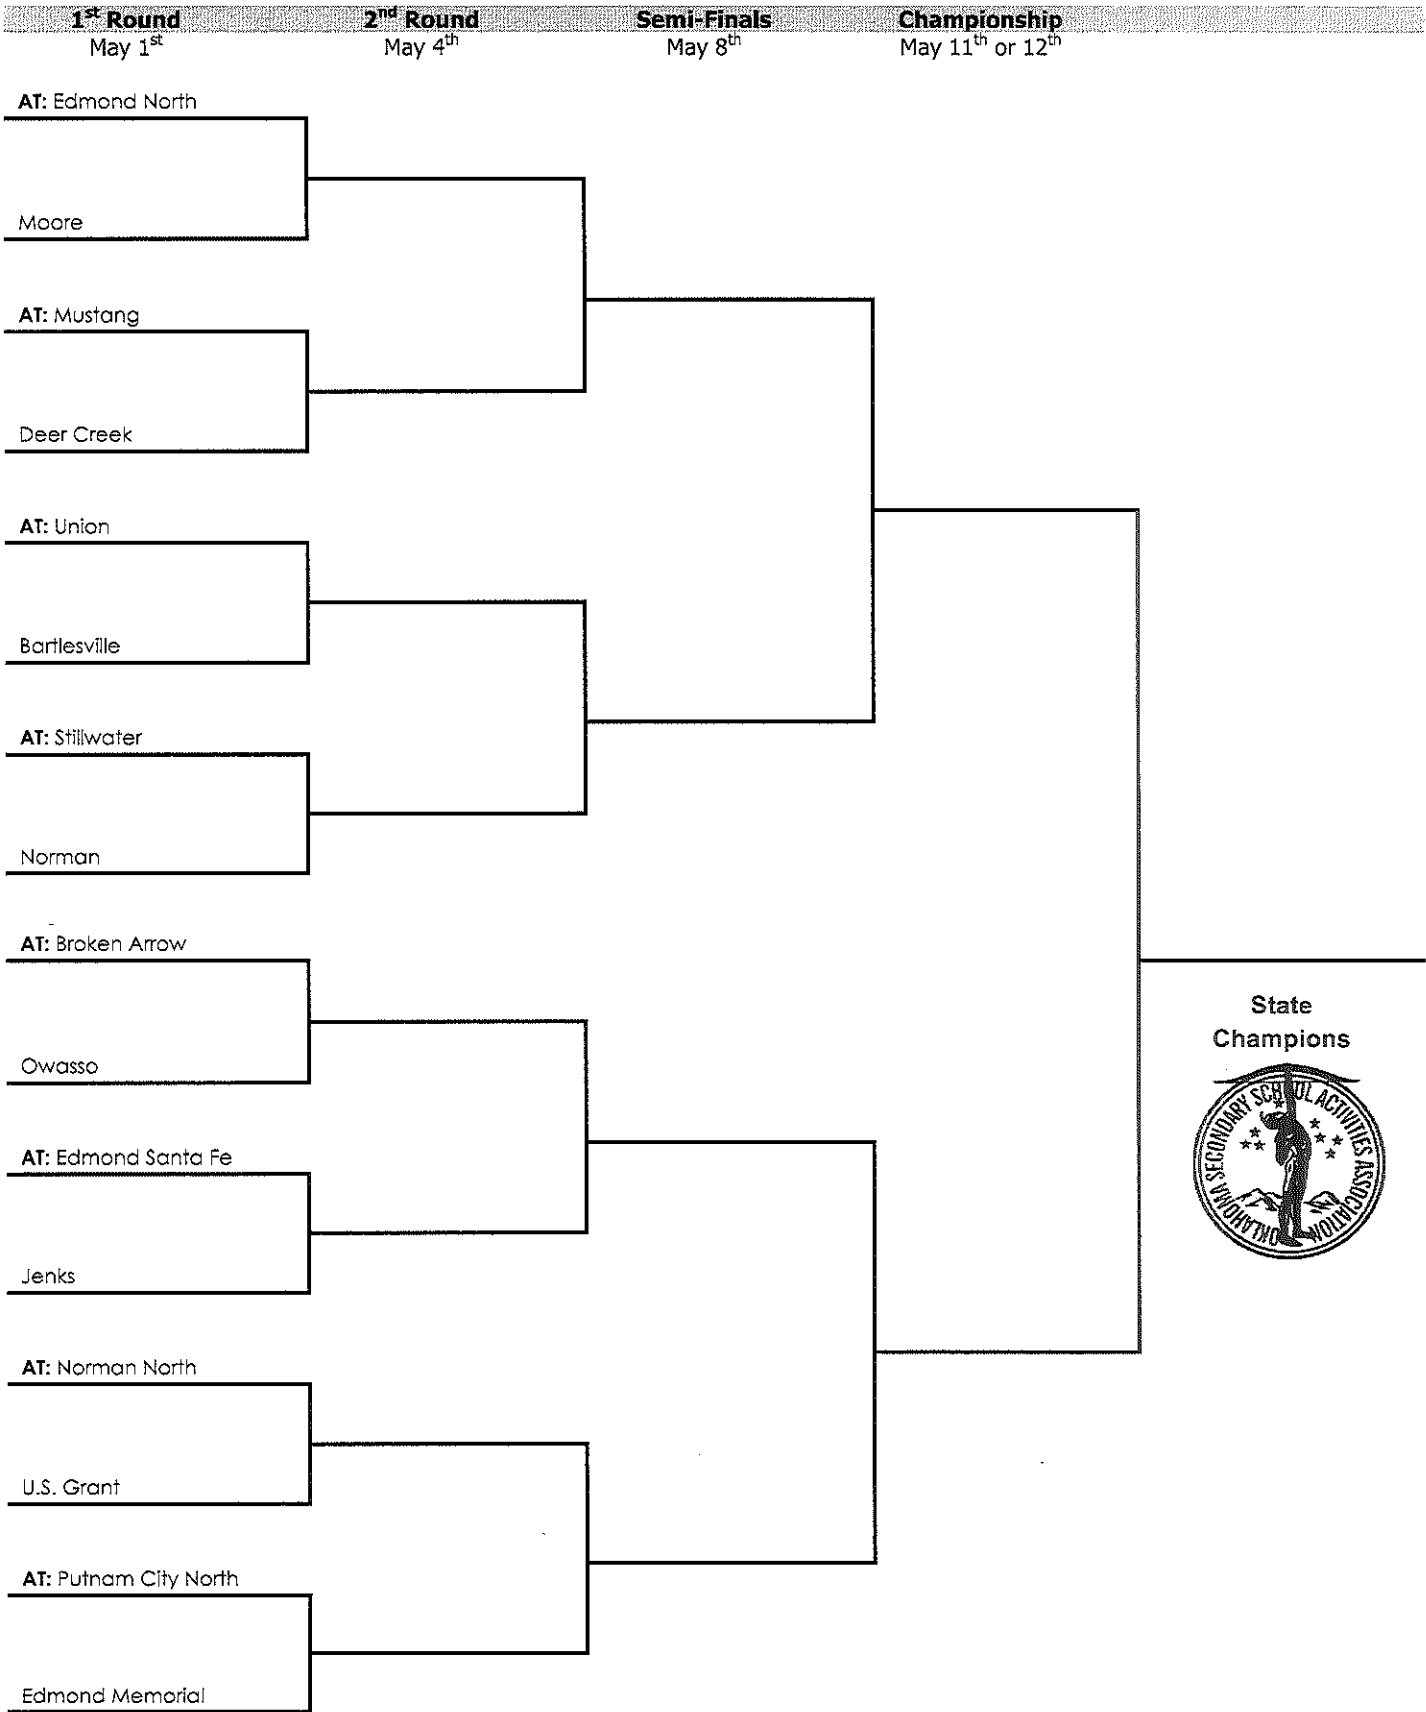 1st Round 2nd Round Semi-Finals Championship
May 1st May 4th May 8th May 11th or 12th
AT: Edmond North
Moore
AT: Mustang
Deer Creek
AT: Union
Bartlesville
AT: Stillwater
Norman
AT: Broken Arrow
Owasso
AT: Edmond Santa Fe
Jenks
AT: Norman North
U.S. Grant
AT: Putnam City North
Edmond Memorial
State
Champions
OKLAHOMA SECONDARY SCHOOL ACTIVITIES ASSOCIATION